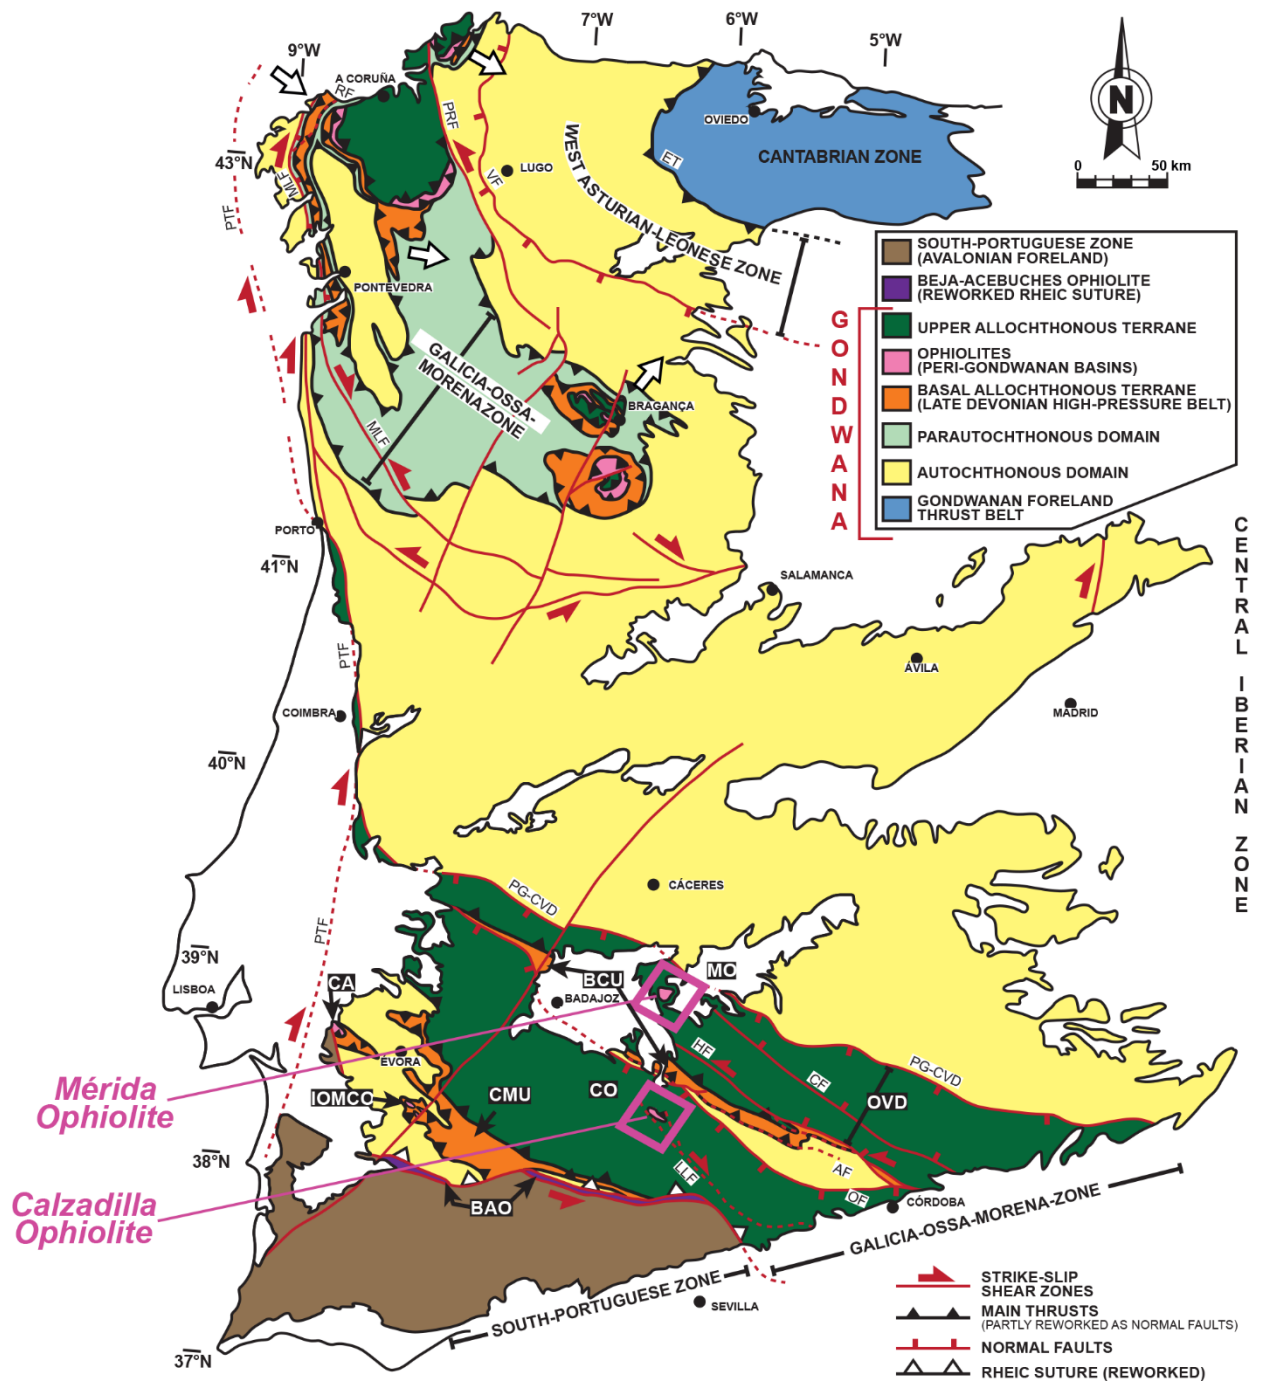 7°W
6°W
5°W
9°W
A CORUÑA
RF
PRF
OVIEDO
N
0 50 km
43°N
MLF
VF
LUGO
ET
CANTABRIAN ZONE
WEST ASTURIAN-LEONESE ZONE
PTF
PONTEVEDRA
SOUTH-PORTUGUESE ZONE
(AVALONIAN FORELAND)
BEJA-ACEBUCHES OPHIOLITE
(REWORKED RHEIC SUTURE)
UPPER ALLOCHTHONOUS TERRANE
OPHIOLITES
(PERI-GONDWANAN BASINS)
BASAL ALLOCHTHONOUS TERRANE
(LATE DEVONIAN HIGH-PRESSURE BELT)
PARAUTOCHTHONOUS DOMAIN
AUTOCHTHONOUS DOMAIN
GONDWANAN FORELAND
THRUST BELT
GONDWANA
GALICIA-OSSA-
MORENA ZONE
MLF
BRAGANÇA
PORTO
41°N
SALAMANCA
CENTRAL IBERIAN ZONE
PTF
ÁVILA
COIMBRA
MADRID
40°N
CÁCERES
PG-CVD
PTF
39°N
LISBOA
CA
BCU
MO
BADAJOZ
ÉVORA
HF
CF
PG-CVD
Mérida
Ophiolite
IOMCO
CMU
CO
OVD
38°N
LLF
AF
OF
Calzadilla
Ophiolite
BAO
CÓRDOBA
GALICIA-OSSA-MORENA-ZONE
SOUTH-PORTUGUESE ZONE
SEVILLA
37°N
STRIKE-SLIP
SHEAR ZONES
MAIN THRUSTS
(PARTLY REWORKED AS NORMAL FAULTS)
NORMAL FAULTS
RHEIC SUTURE (REWORKED)